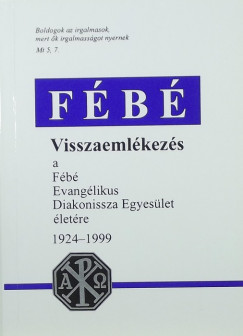 Boldogok az irgalmasok,
mert ők irgalmasságot nyernek
Mt 5, 7.
FÉBÉ
Visszaemlékezés
a
Fébé
Evangélikus
Diakonissza Egyesület
életére
1924–1999
Α Ω